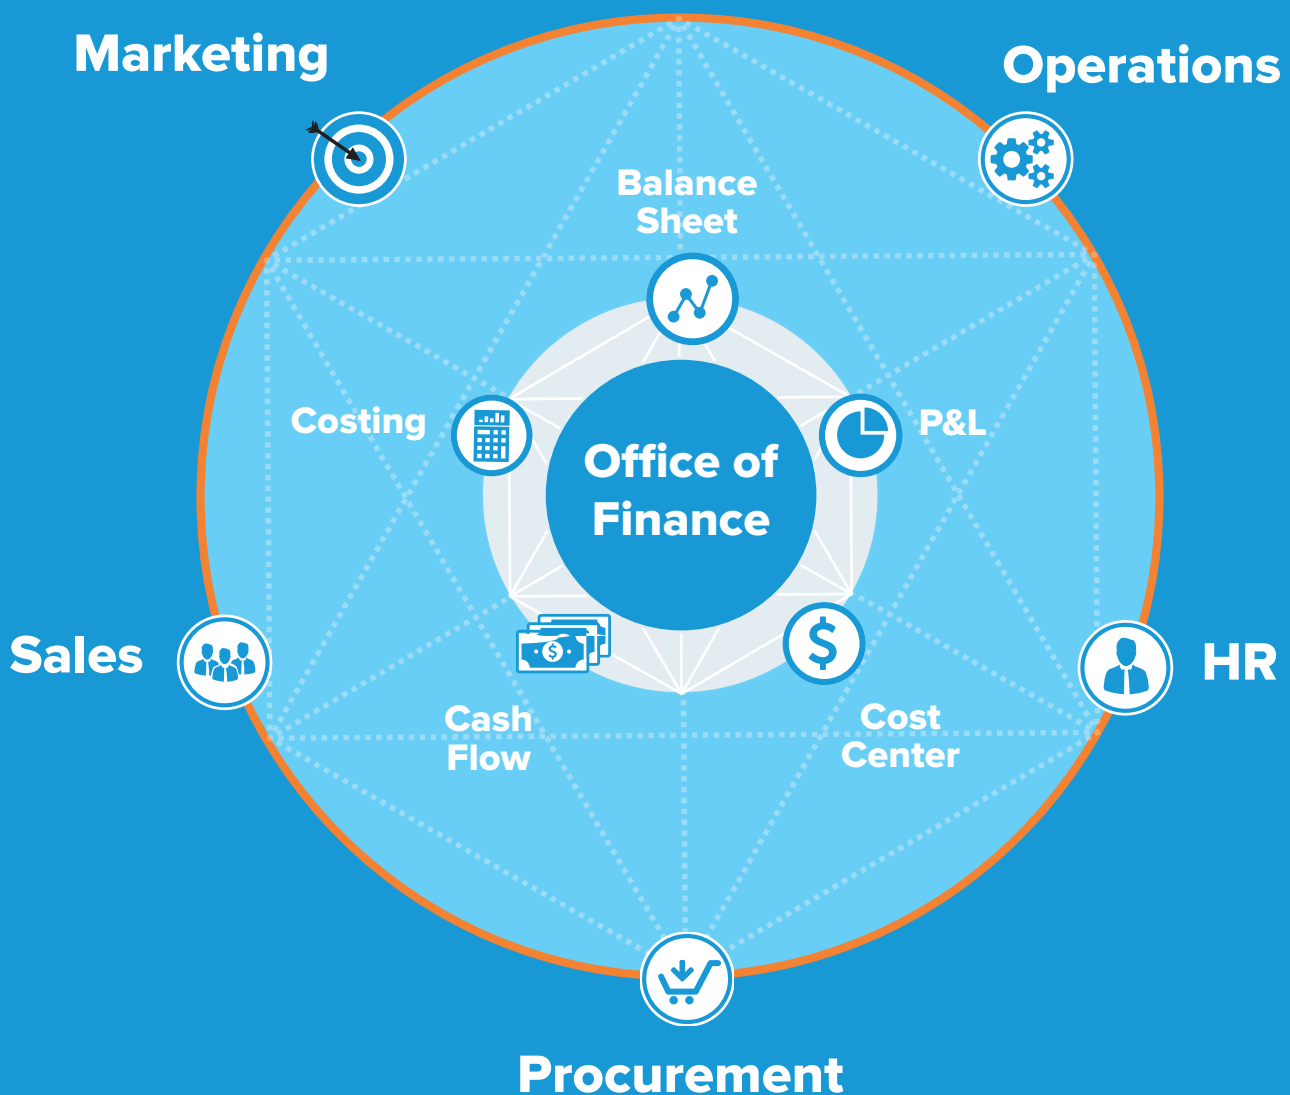 Marketing
Operations
Balance
Sheet
Costing
P&L
Office of
Finance
Sales
HR
Cash
Flow
Cost
Center
Procurement